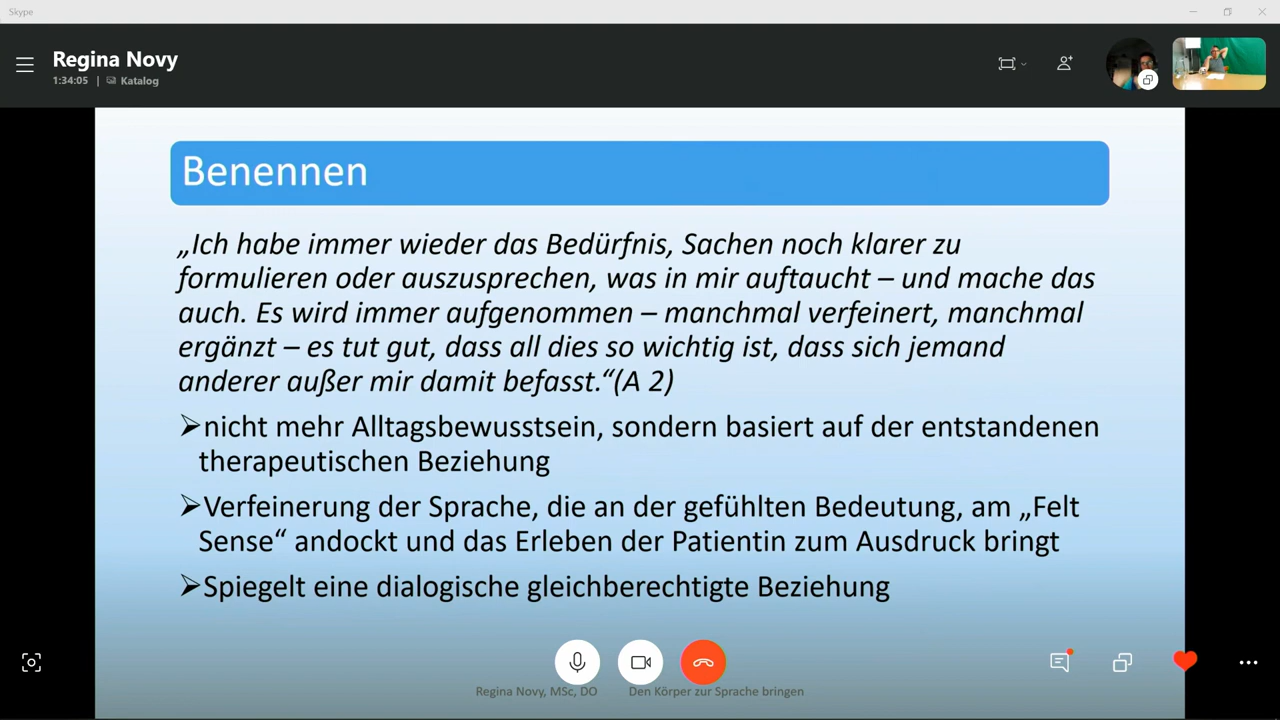 Skype
Regina Novy
1:34:05 | Katalog
Benennen
„Ich habe immer wieder das Bedürfnis, Sachen noch klarer zu
formulieren oder auszusprechen, was in mir auftaucht – und mache das
auch. Es wird immer aufgenommen – manchmal verfeinert, manchmal
ergänzt – es tut gut, dass all dies so wichtig ist, dass sich jemand
anderer außer mir damit befasst.“(A 2)
➢nicht mehr Alltagsbewusstsein, sondern basiert auf der entstandenen
therapeutischen Beziehung
➢Verfeinerung der Sprache, die an der gefühlten Bedeutung, am „Felt
Sense“ andockt und das Erleben der Patientin zum Ausdruck bringt
➢Spiegelt eine dialogische gleichberechtigte Beziehung
Regina Novy, MSc, DO Den Körper zur Sprache bringen